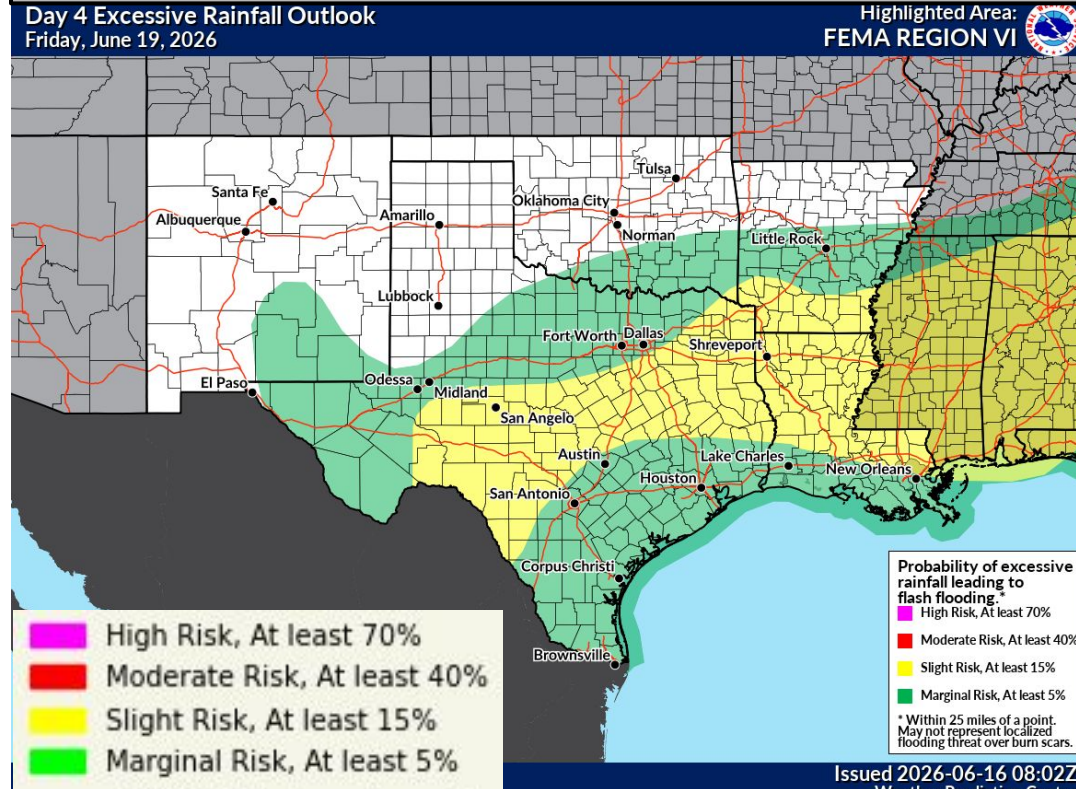 Day 4 Excessive Rainfall Outlook
Friday, June 19, 2026
Highlighted Area:
FEMA REGION VI
Santa Fe
Albuquerque
Amarillo
Tulsa
Oklahoma City
Norman
Little Rock
Lubbock
Fort Worth
Dallas
Shreveport
El Paso
Odessa
Midland
San Angelo
Austin
Lake Charles
Houston
New Orleans
San Antonio
Corpus Christi
Brownsville
Probability of excessive
rainfall leading to
flash flooding.*
High Risk, At least 70%
Moderate Risk, At least 40%
Slight Risk, At least 15%
Marginal Risk, At least 5%
* Within 25 miles of a point.
May not represent localized
flooding threat over burn scars.
High Risk, At least 70%
Moderate Risk, At least 40%
Slight Risk, At least 15%
Marginal Risk, At least 5%
Issued 2026-06-16 08:02Z
Weather Prediction Center